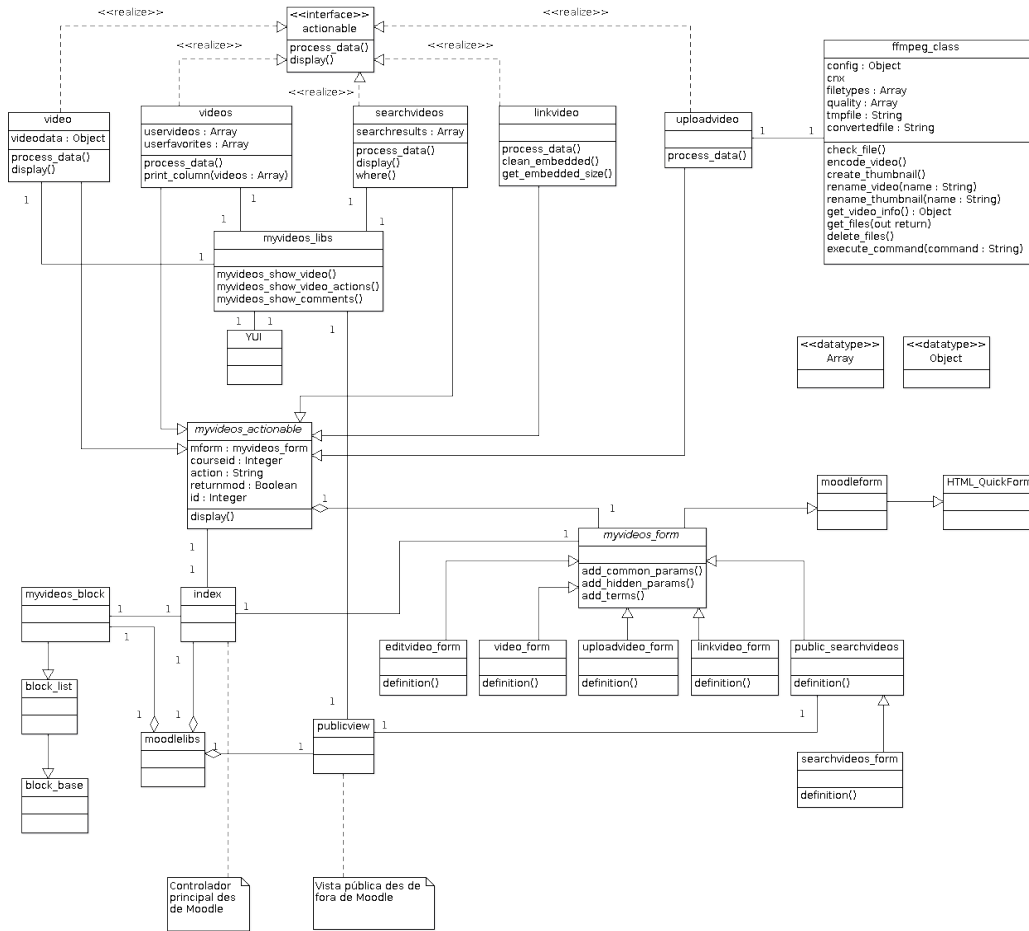 <<interface>>
actionable
process_data()
display()
<<realize>>
<<realize>>
<<realize>>
<<realize>>
<<realize>>
video
videodata : Object
process_data()
display()
videos
uservideos : Array
userfavorites : Array
process_data()
print_column(videos : Array)
searchvideos
searchresults : Array
process_data()
display()
where()
linkvideo
process_data()
clean_embedded()
get_embedded_size()
uploadvideo
process_data()
1
1
ffmpeg_class
config : Object
cnx
filetypes : Array
quality : Array
tmpfile : String
convertedfile : String
check_file()
encode_video()
create_thumbnail()
rename_video(name : String)
rename_thumbnail(name : String)
get_video_info() : Object
get_files(out return)
delete_files()
execute_command(command : String)
1
1
1
1
1
1
myvideos_libs
myvideos_show_video()
myvideos_show_video_actions()
myvideos_show_comments()
1
1
1
YUI
<<datatype>>
Array
<<datatype>>
Object
myvideos_actionable
mform : myvideos_form
courseid : Integer
action : String
returnmod : Boolean
id : Integer
display()
1
1
1
moodleform
HTML_QuickForm
myvideos_form
add_common_params()
add_hidden_params()
add_terms()
1
1
myvideos_block
1
1
index
1
1
1
editvideo_form
definition()
video_form
definition()
uploadvideo_form
definition()
linkvideo_form
definition()
public_searchvideos
definition()
block_list
1
1
1
1
moodlelibs
1
1
publicview
1
searchvideos_form
definition()
block_base
Controlador
principal des
de Moodle
Vista pública des de
fora de Moodle